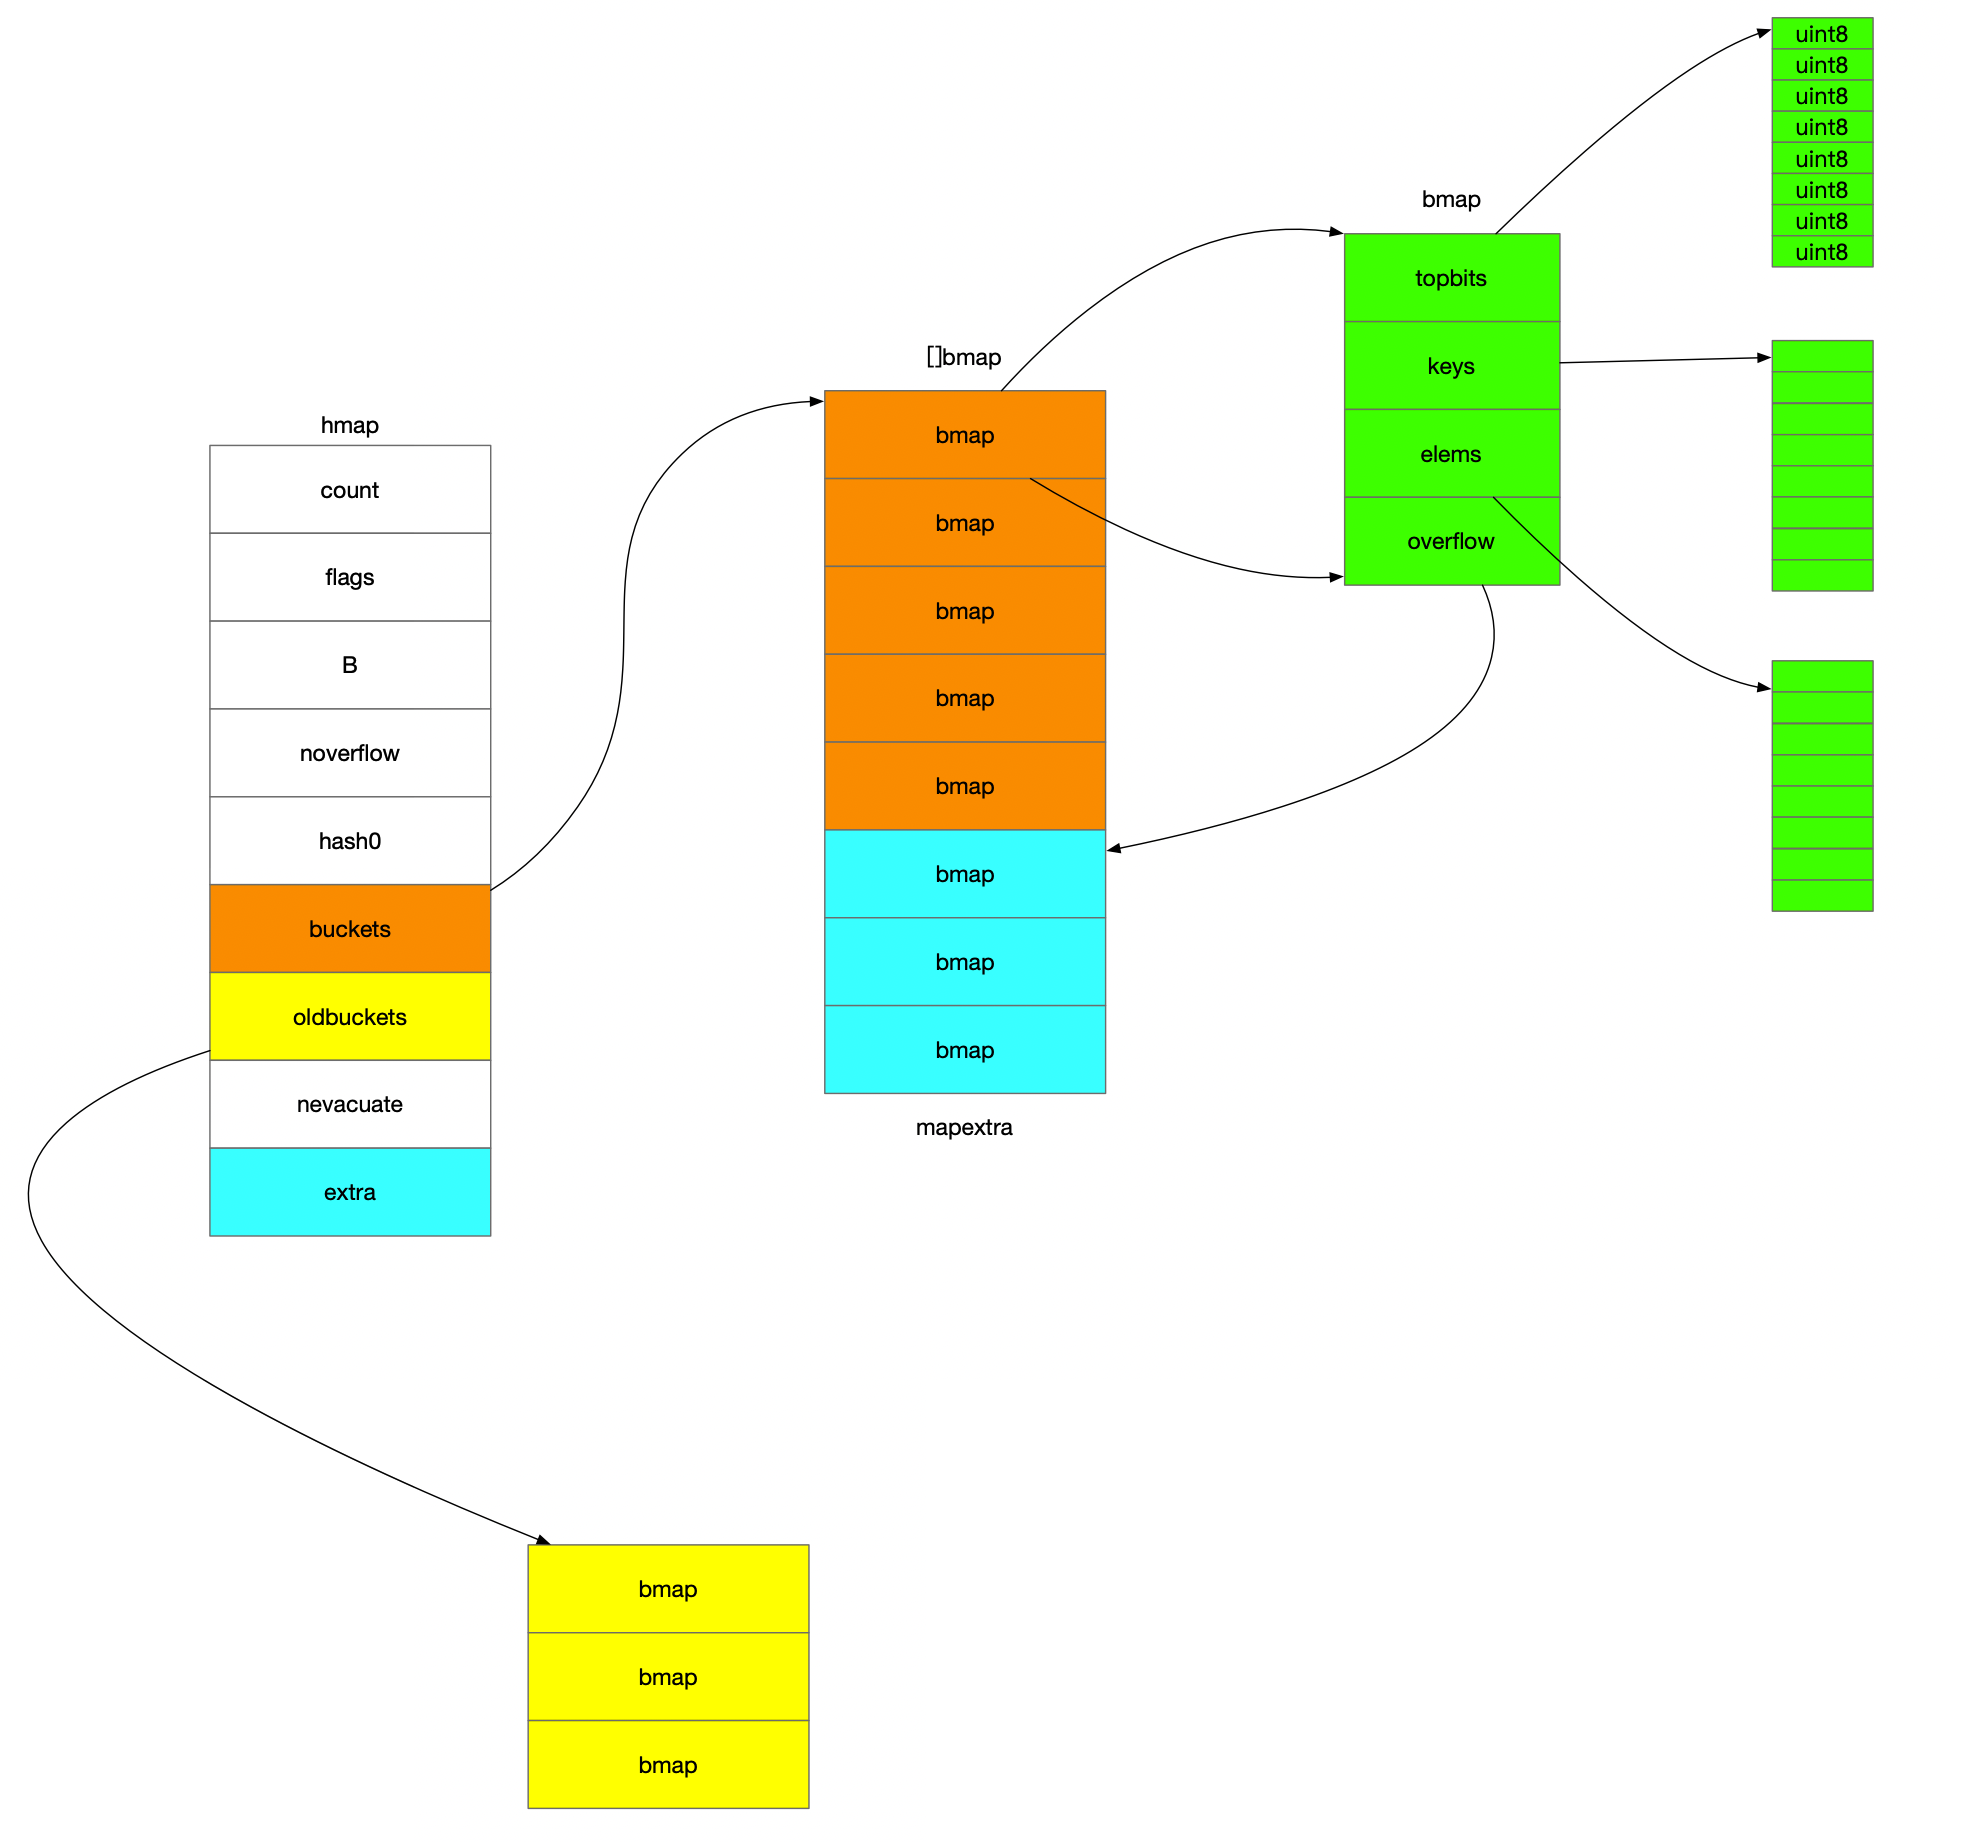 hmap
count
flags
B
noverflow
hash0
buckets
oldbuckets
nevacuate
extra
[]bmap
bmap
bmap
bmap
bmap
bmap
bmap
bmap
bmap
mapextra
bmap
topbits
keys
elems
overflow
uint8
uint8
uint8
uint8
uint8
uint8
uint8
uint8
bmap
bmap
bmap